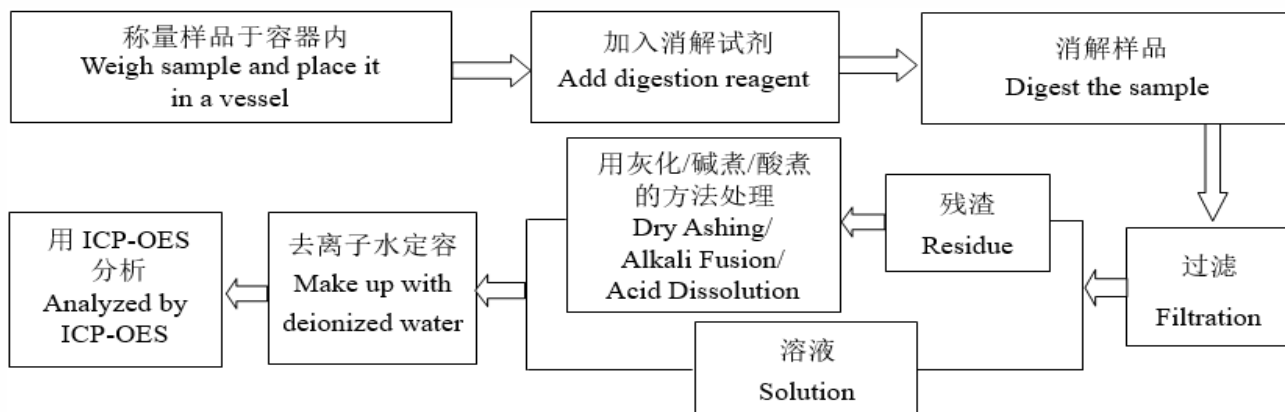 称量样品于容器内
Weigh sample and place it
in a vessel
加入消解试剂
Add digestion reagent
消解样品
Digest the sample
过滤
Filtration
残渣
Residue
用灰化/碱煮/酸煮
的方法处理
Dry Ashing/
Alkali Fusion/
Acid Dissolution
溶液
Solution
去离子水定容
Make up with
deionized water
用 ICP-OES
分析
Analyzed by
ICP-OES